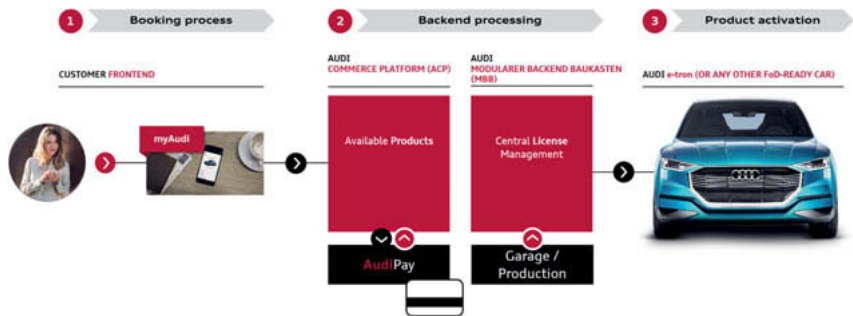 1 Booking process
2 Backend processing
3 Product activation
CUSTOMER FRONTEND
AUDI
COMMERCE PLATFORM (ACP)
AUDI
MODULARER BACKEND BAUKASTEN
(MBB)
AUDI e-tron (OR ANY OTHER FoD-READY CAR)
myAudi
Available Products
Central License
Management
AudiPay
Garage /
Production